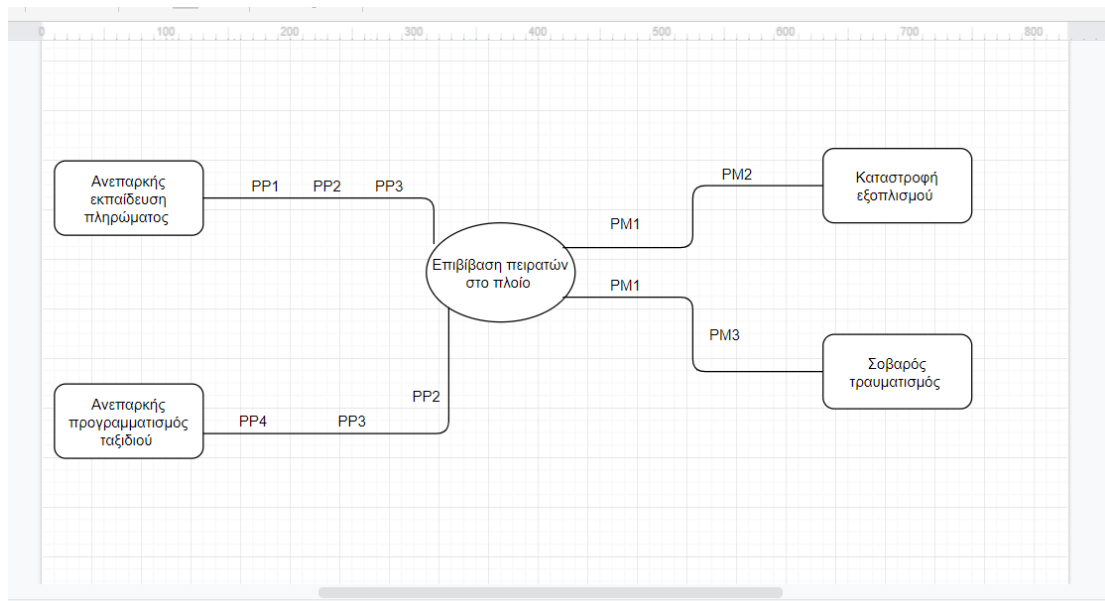 0 100 200 300 400 500 600 700 800
Ανεπαρκής
εκπαίδευση
πληρώματος
PP1 PP2 PP3
Επιβίβαση πειρατών
στο πλοίο
PM2
Καταστροφή
εξοπλισμού
PM1
PM1
PM3
Σοβαρός
τραυματισμός
PP2
Ανεπαρκής
προγραμματισμός
ταξιδιού
PP4 PP3